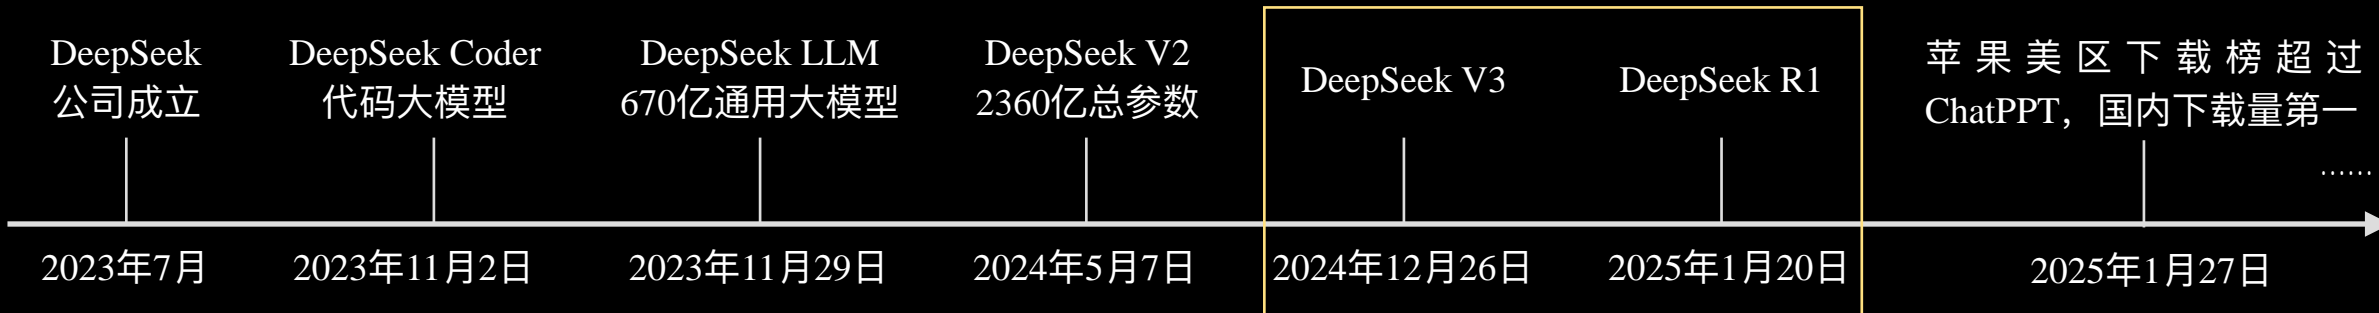 DeepSeek
公司成立
DeepSeek Coder
代码大模型
DeepSeek LLM
670亿通用大模型
DeepSeek V2
2360亿总参数
DeepSeek V3
DeepSeek R1
苹果美区下载榜超过
ChatPPT，国内下载量第一
......
2023年7月
2023年11月2日
2023年11月29日
2024年5月7日
2024年12月26日
2025年1月20日
2025年1月27日